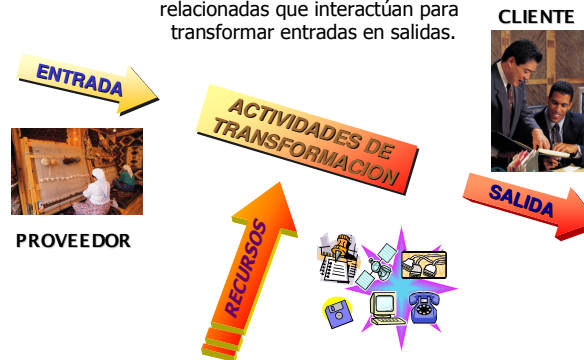 relacionadas que interactúan para
transformar entradas en salidas.
CLIENTE
ENTRADA
ACTIVIDADES DE
TRANSFORMACION
SALIDA
PROVEEDOR
RECURSOS